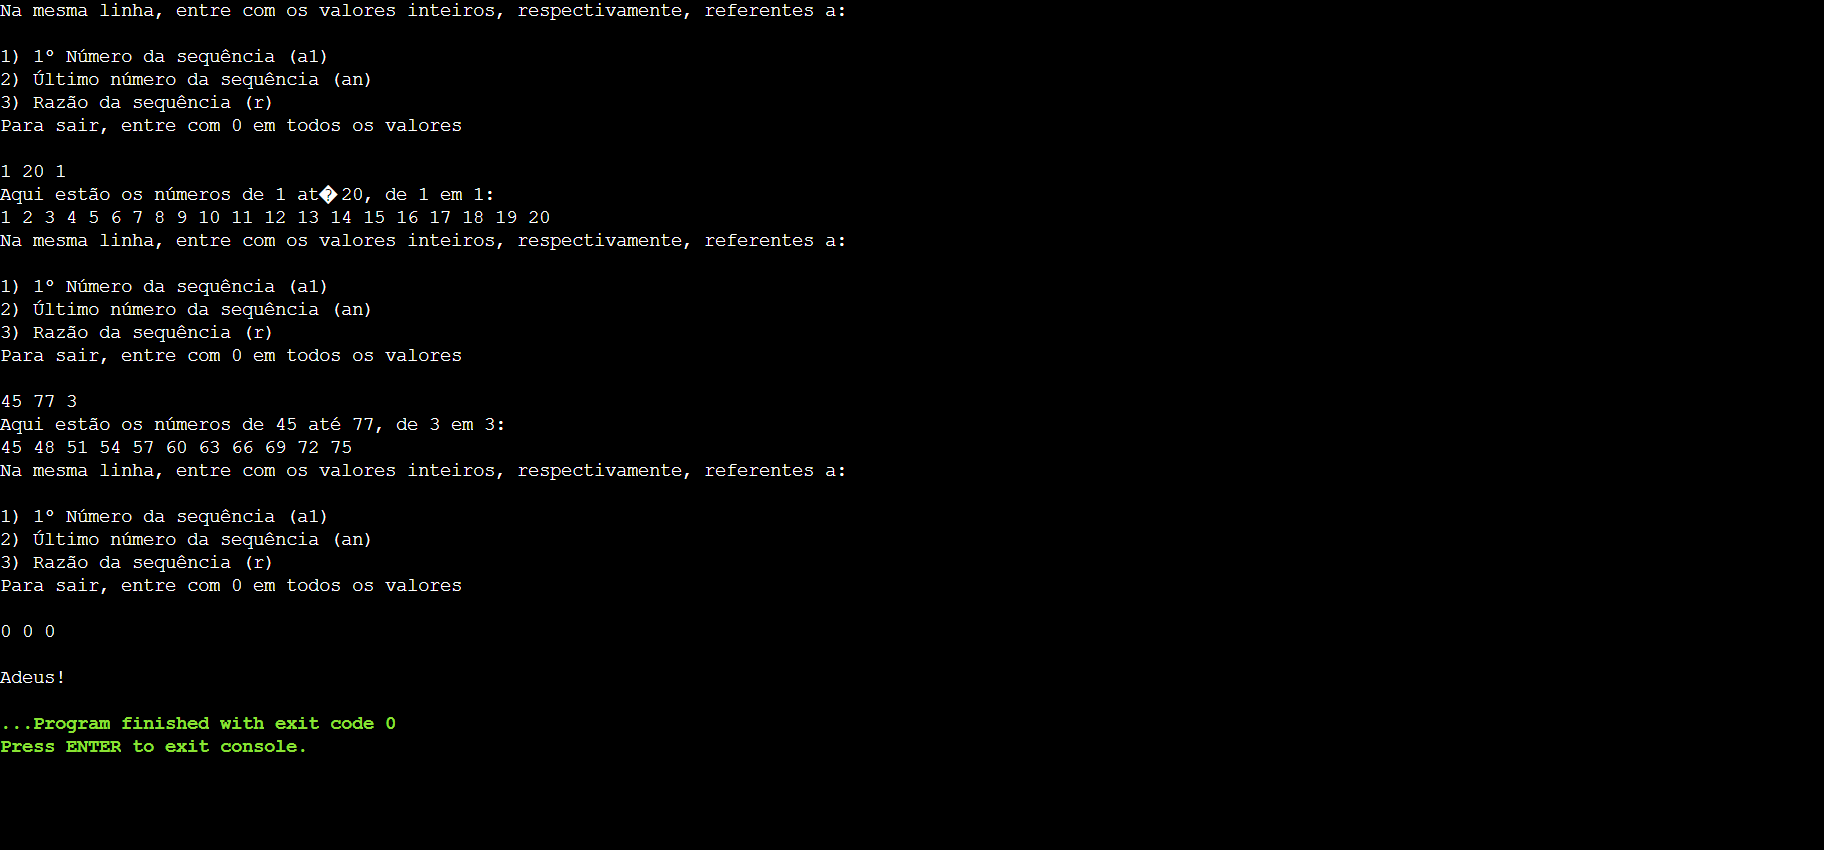 Na mesma linha, entre com os valores inteiros, respectivamente, referentes a:
1) 1º Número da sequência (a1)
2) Último número da sequência (an)
3) Razão da sequência (r)
Para sair, entre com 0 em todos os valores
1 20 1
Aqui estão os números de 1 at�20, de 1 em 1:
1 2 3 4 5 6 7 8 9 10 11 12 13 14 15 16 17 18 19 20
Na mesma linha, entre com os valores inteiros, respectivamente, referentes a:
1) 1º Número da sequência (a1)
2) Último número da sequência (an)
3) Razão da sequência (r)
Para sair, entre com 0 em todos os valores
45 77 3
Aqui estão os números de 45 até 77, de 3 em 3:
45 48 51 54 57 60 63 66 69 72 75
Na mesma linha, entre com os valores inteiros, respectivamente, referentes a:
1) 1º Número da sequência (a1)
2) Último número da sequência (an)
3) Razão da sequência (r)
Para sair, entre com 0 em todos os valores
0 0 0
Adeus!
...Program finished with exit code 0
Press ENTER to exit console.